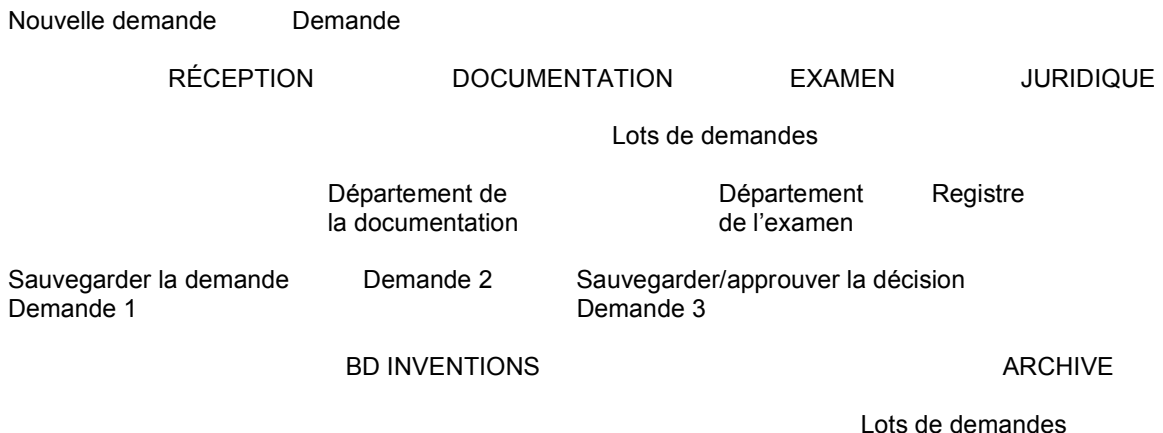 Nouvelle demande Demande
RÉCEPTION DOCUMENTATION EXAMEN JURIDIQUE
Lots de demandes
Département de Département Registre
la documentation de l’examen
Sauvegarder la demande Demande 2 Sauvegarder/approuver la décision
Demande 1 Demande 3
BD INVENTIONS ARCHIVE
Lots de demandes